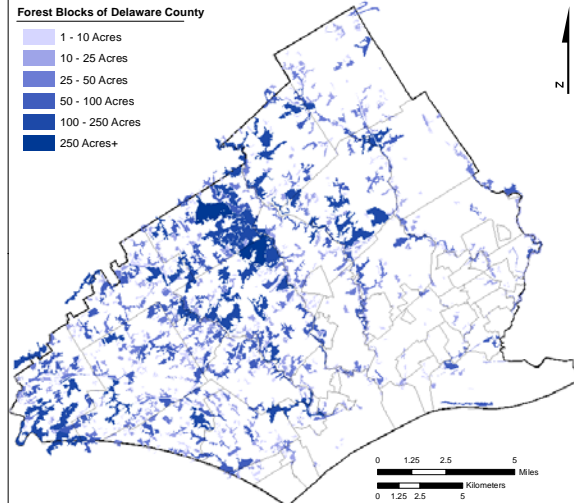 Forest Blocks of Delaware County
1 - 10 Acres
10 - 25 Acres
25 - 50 Acres
50 - 100 Acres
100 - 250 Acres
250 Acres+
N
0 1.25 2.5 5
Miles
Kilometers
0 1.25 2.5 5